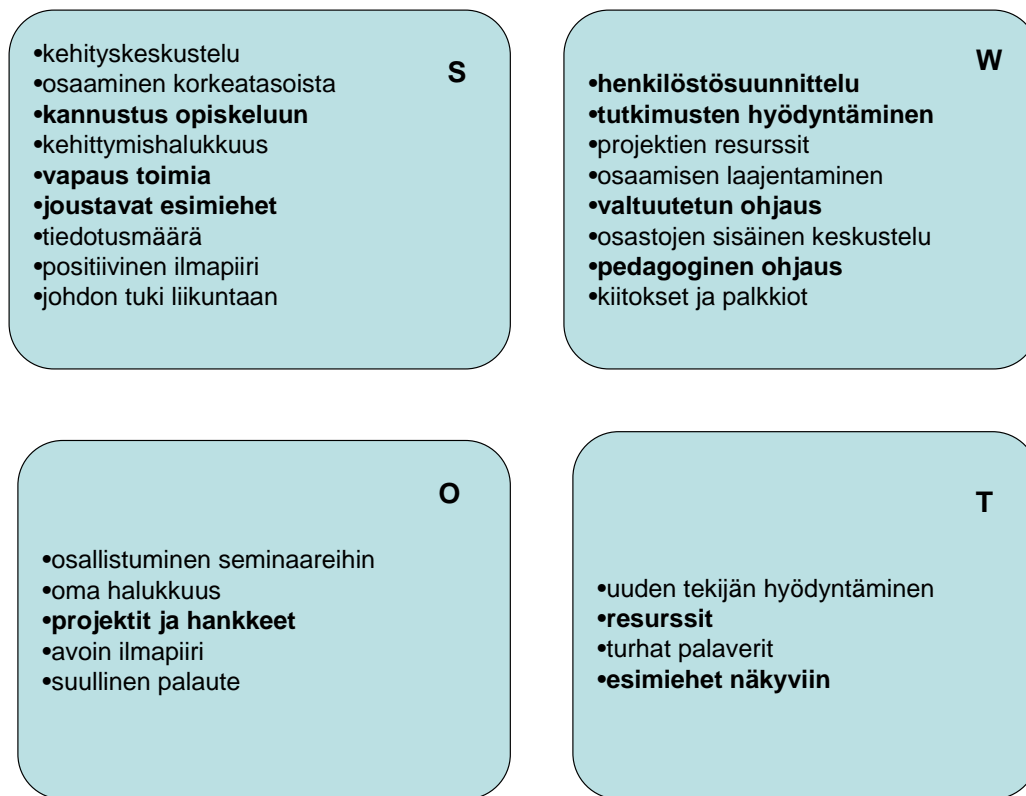 S
•kehityskeskustelu
•osaaminen korkeatasoista
•kannustus opiskeluun
•kehittymishalukkuus
•vapaus toimia
•joustavat esimiehet
•tiedotusmäärä
•positiivinen ilmapiiri
•johdon tuki liikuntaan
W
•henkilöstösuunnittelu
•tutkimusten hyödyntäminen
•projektien resurssit
•osaamisen laajentaminen
•valtuutetun ohjaus
•osastojen sisäinen keskustelu
•pedagoginen ohjaus
•kiitokset ja palkkiot
O
•osallistuminen seminaareihin
•oma halukkuus
•projektit ja hankkeet
•avoin ilmapiiri
•suullinen palaute
T
•uuden tekijän hyödyntäminen
•resurssit
•turhat palaverit
•esimiehet näkyviin